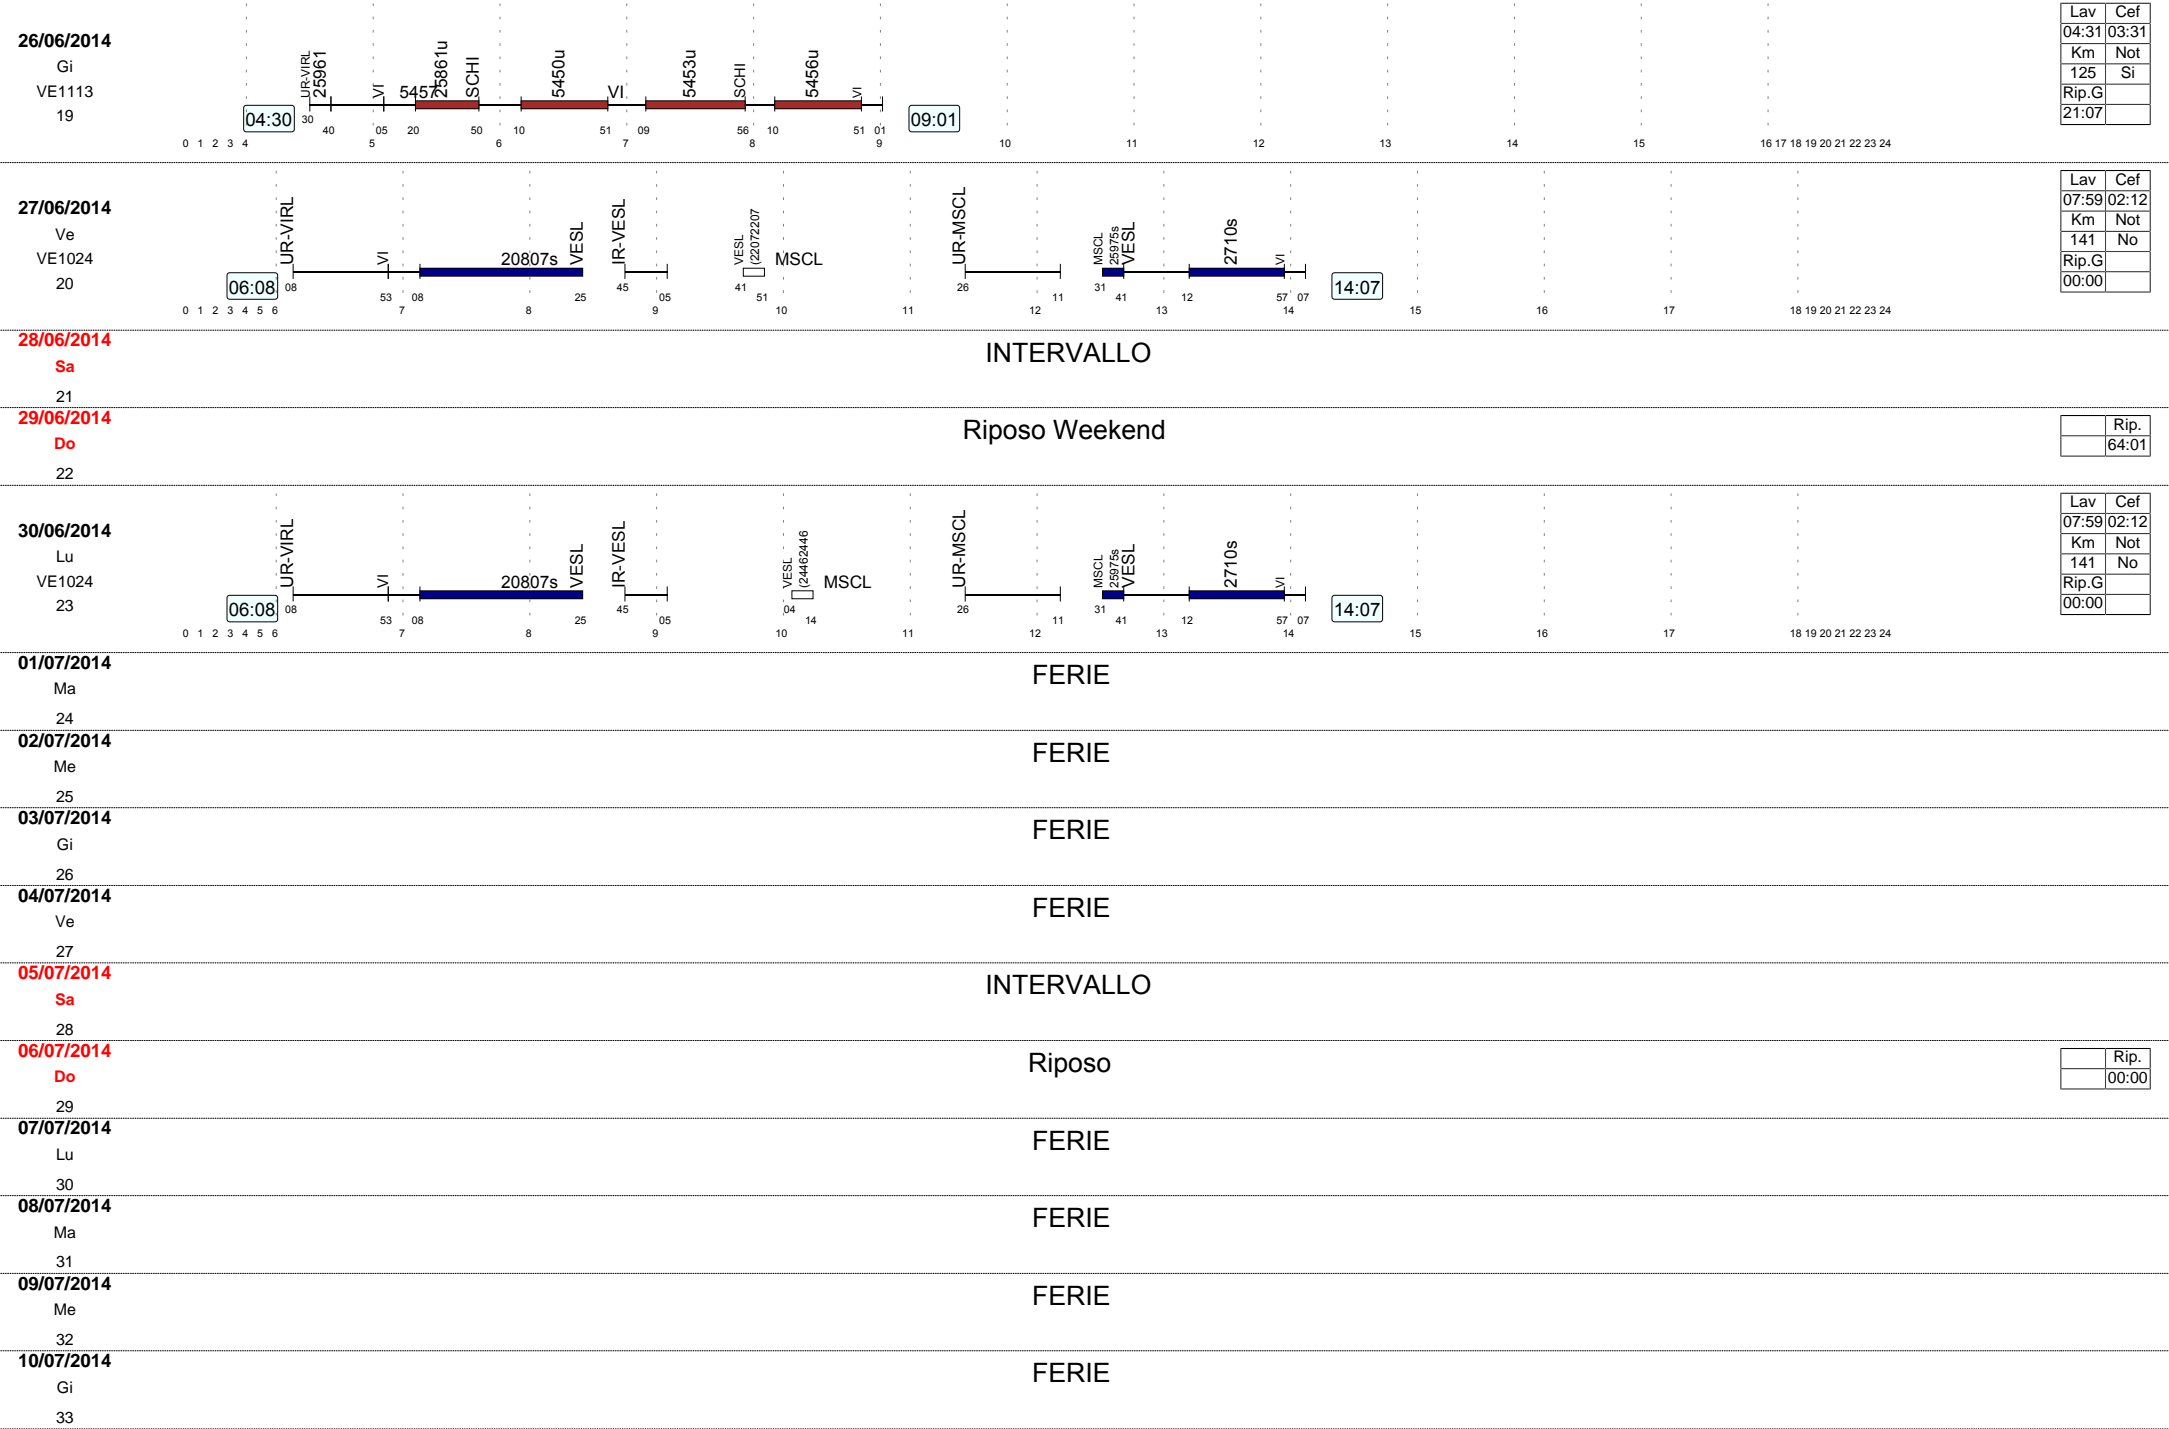 26/06/2014
Gi
VE1113
19
04:30
UR-VIRL
25961
VI
5457
25861u
SCHI
5450u
VI
5453u
SCHI
5456u
VI
09:01
30 40 05 20 50 10 51 09 56 10 51 01
0 1 2 3 4 5 6 7 8 9 10 11 12 13 14 15 16 17 18 19 20 21 22 23 24
Lav Cef
04:31 03:31
Km Not
125 Si
Rip.G
21:07
27/06/2014
Ve
VE1024
20
06:08
UR-VIRL
VI
20807s
VESL
IR-VESL
VESL
(22072207
MSCL
UR-MSCL
MSCL
25975s
VESL
2710s
VI
14:07
08 53 08 25 45 05 41 51 26 11 31 41 12 57 07
0 1 2 3 4 5 6 7 8 9 10 11 12 13 14 15 16 17 18 19 20 21 22 23 24
Lav Cef
07:59 02:12
Km Not
141 No
Rip.G
00:00
28/06/2014
Sa
21
INTERVALLO
29/06/2014
Do
22
Riposo Weekend
Rip.
64:01
30/06/2014
Lu
VE1024
23
06:08
UR-VIRL
VI
20807s
VESL
IR-VESL
VESL
(24462446
MSCL
UR-MSCL
MSCL
25975s
VESL
2710s
VI
14:07
08 53 08 25 45 05 04 14 26 11 31 41 12 57 07
0 1 2 3 4 5 6 7 8 9 10 11 12 13 14 15 16 17 18 19 20 21 22 23 24
Lav Cef
07:59 02:12
Km Not
141 No
Rip.G
00:00
01/07/2014
Ma
24
FERIE
02/07/2014
Me
25
FERIE
03/07/2014
Gi
26
FERIE
04/07/2014
Ve
27
FERIE
05/07/2014
Sa
28
INTERVALLO
06/07/2014
Do
29
Riposo
Rip.
00:00
07/07/2014
Lu
30
FERIE
08/07/2014
Ma
31
FERIE
09/07/2014
Me
32
FERIE
10/07/2014
Gi
33
FERIE